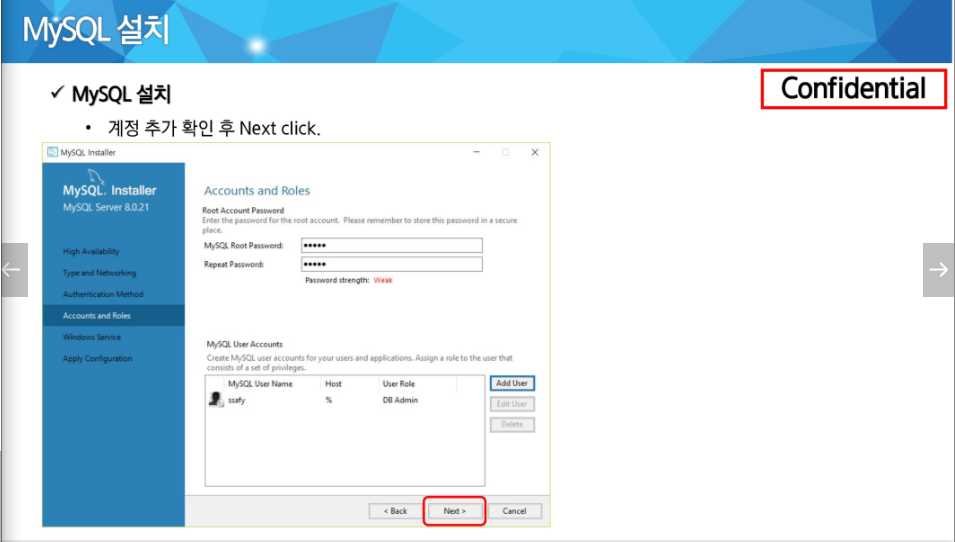 MySQL 설치
Confidential
✓ MySQL 설치
• 계정 추가 확인 후 Next click.
MySQL Installer
MySQL. Installer
MySQL Server 8.0.21
High Availability
Type and Networking
Authentication Method
Accounts and Roles
Windows Service
Apply Configuration
Accounts and Roles
Root Account Password
Enter the password for the root account. Please remember to store this password in a secure
place.
MySQL Root Password: •••••
Repeat Password: •••••
Password strength: Weak
MySQL User Accounts
Create MySQL user accounts for your users and applications. Assign a role to the user that
consists of a set of privileges.
MySQL User Name Host User Role
ssafy % DB Admin
Add User
Edit User
Delete
< Back Next > Cancel